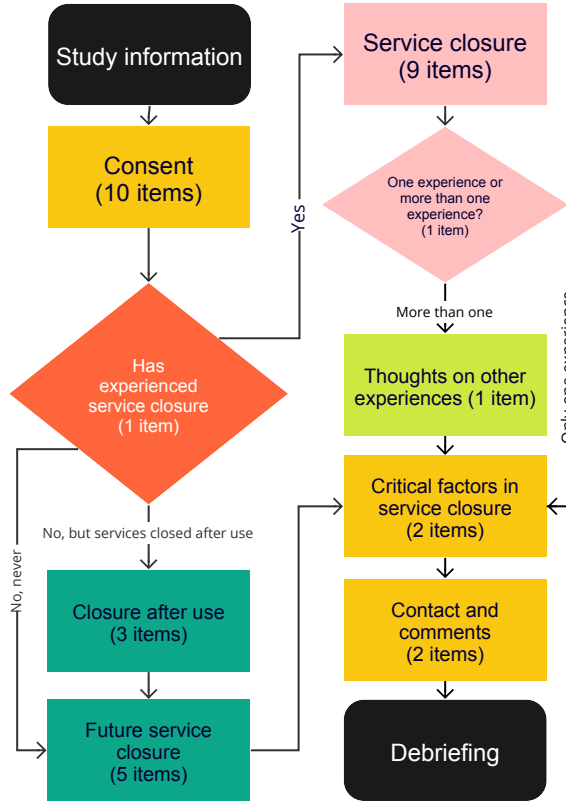 Study information
Consent
(10 items)
Has
experienced
service closure
(1 item)
Yes
No, never
No, but services closed after use
Closure after use
(3 items)
Future service
closure
(5 items)
Service closure
(9 items)
One experience or
more than one
experience?
(1 item)
More than one
Only one experience
Thoughts on other
experiences (1 item)
Critical factors in
service closure
(2 items)
Contact and
comments
(2 items)
Debriefing